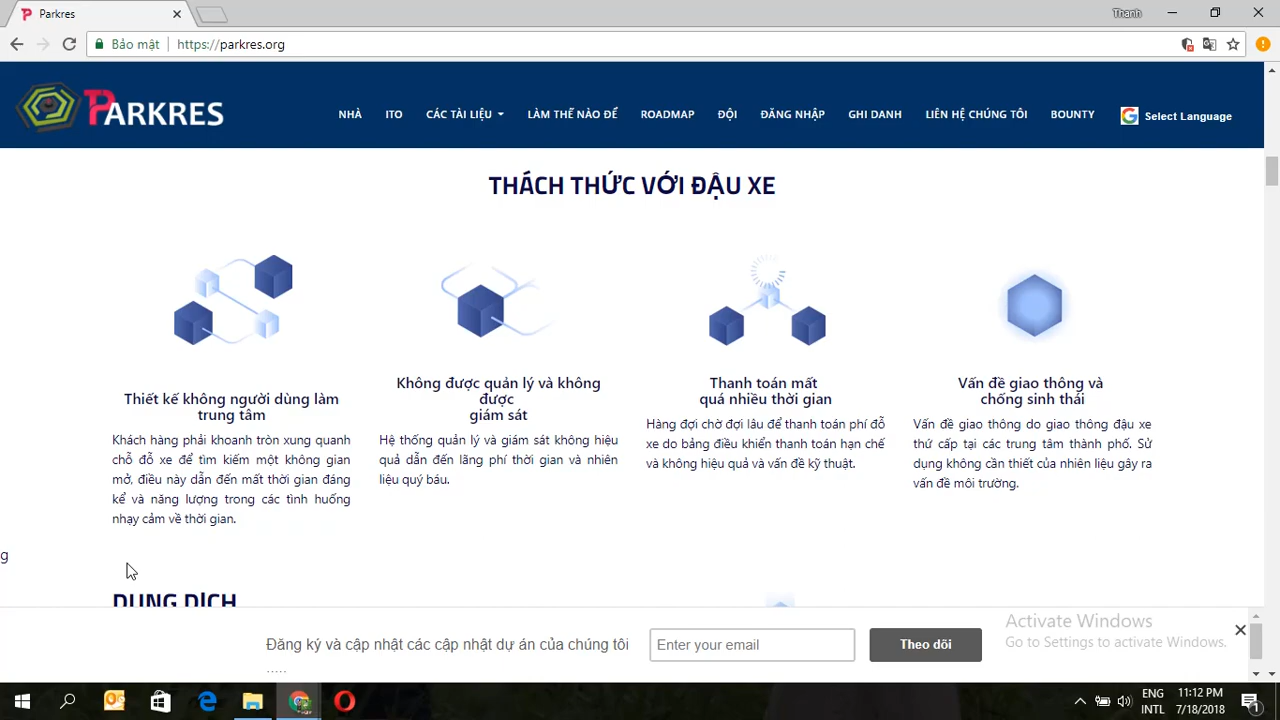 Parkres
Thanh
Bảo mật
https://parkres.org
PARKRES
NHÀ
ITO
CÁC TÀI LIỆU
LÀM THẾ NÀO ĐỂ
ROADMAP
ĐỘI
ĐĂNG NHẬP
GHI DANH
LIÊN HỆ CHÚNG TÔI
BOUNTY
Select Language
THÁCH THỨC VỚI ĐẬU XE
Thiết kế không người dùng làm
trung tâm
Khách hàng phải khoanh tròn xung quanh
chỗ đỗ xe để tìm kiếm một không gian
mở, điều này dẫn đến mất thời gian đáng
kể và năng lượng trong các tình huống
nhạy cảm về thời gian.
Không được quản lý và không
được
giám sát
Hệ thống quản lý và giám sát không hiệu
quả dẫn đến lãng phí thời gian và nhiên
liệu quý báu.
Thanh toán mất
quá nhiều thời gian
Hàng đợi chờ đợi lâu để thanh toán phí đỗ
xe do bảng điều khiển thanh toán hạn chế
và không hiệu quả và vấn đề kỹ thuật.
Vấn đề giao thông và
chống sinh thái
Vấn đề giao thông do giao thông đậu xe
thứ cấp tại các trung tâm thành phố. Sử
dụng không cần thiết của nhiên liệu gây ra
vấn đề môi trường.
g
DUNG DỊCH
Đăng ký và cập nhật các cập nhật dự án của chúng tôi
.....
Enter your email
Theo dõi
Activate Windows
Go to Settings to activate Windows.
ENG
INTL
11:12 PM
7/18/2018
1